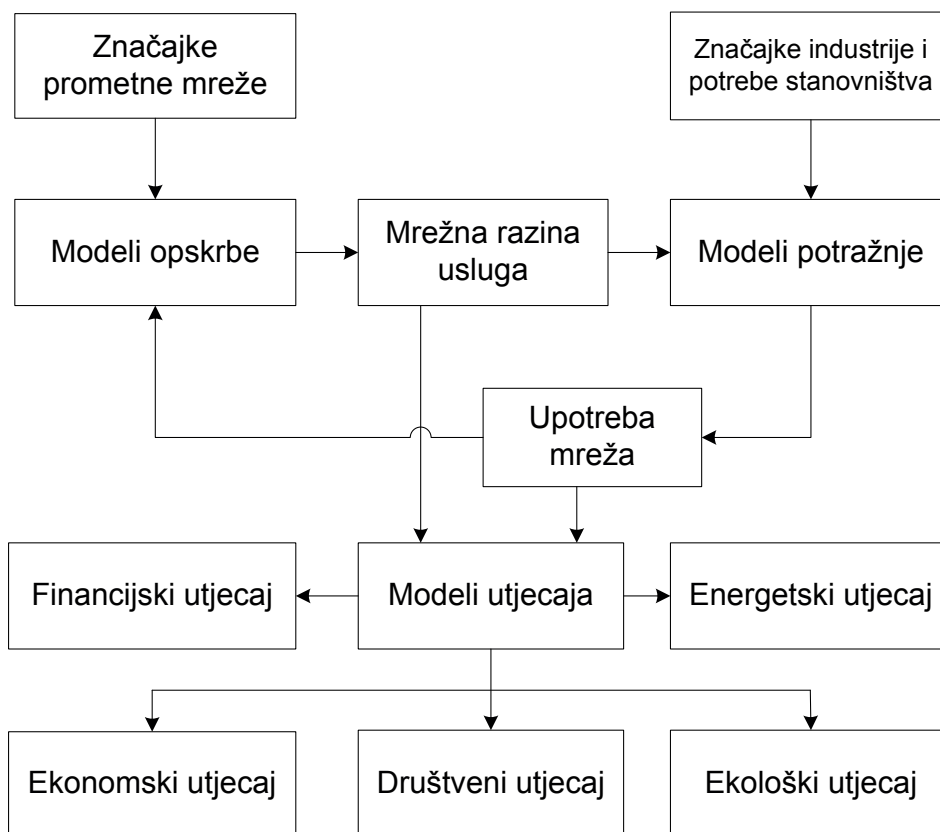 Značajke
prometne mreže
Značajke industrije i
potrebe stanovništva
Modeli opskrbe
Mrežna razina
usluga
Modeli potražnje
Upotreba
mreža
Financijski utjecaj
Modeli utjecaja
Energetski utjecaj
Ekonomski utjecaj
Društveni utjecaj
Ekološki utjecaj